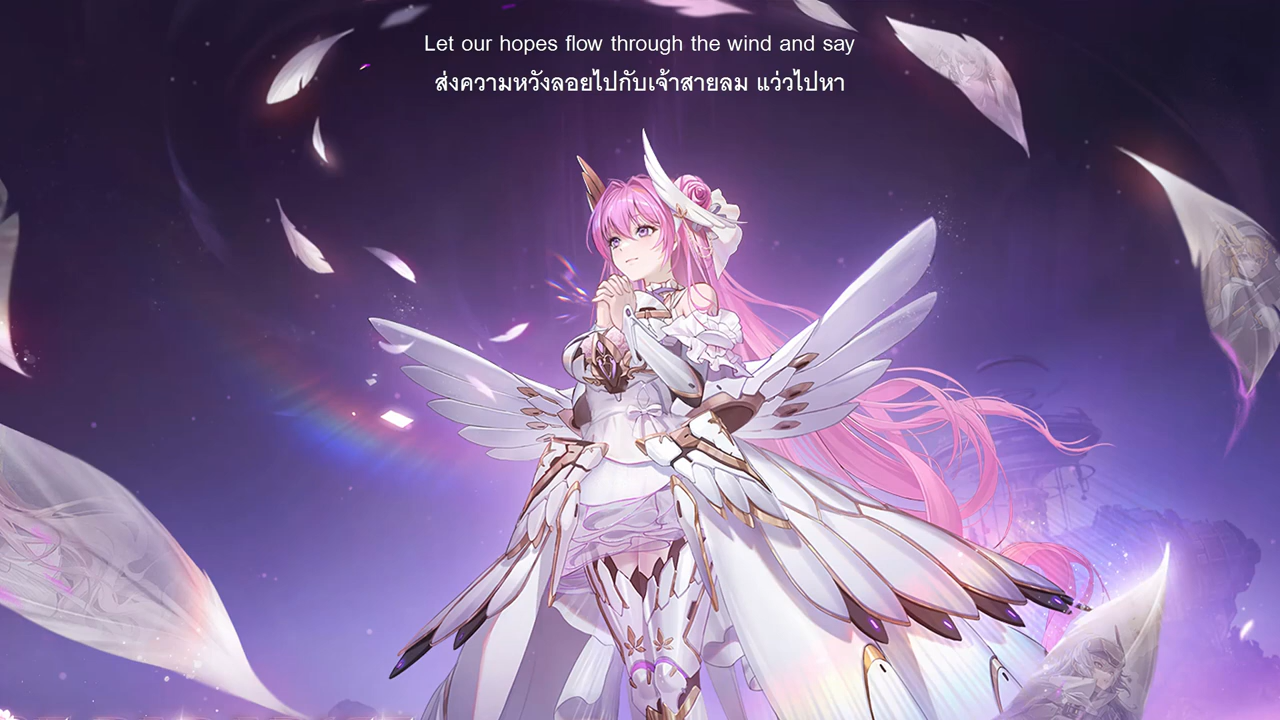 Let our hopes flow through the wind and say
ส่งความหวังลอยไปกับเจ้าสายลม แว่วไปหา